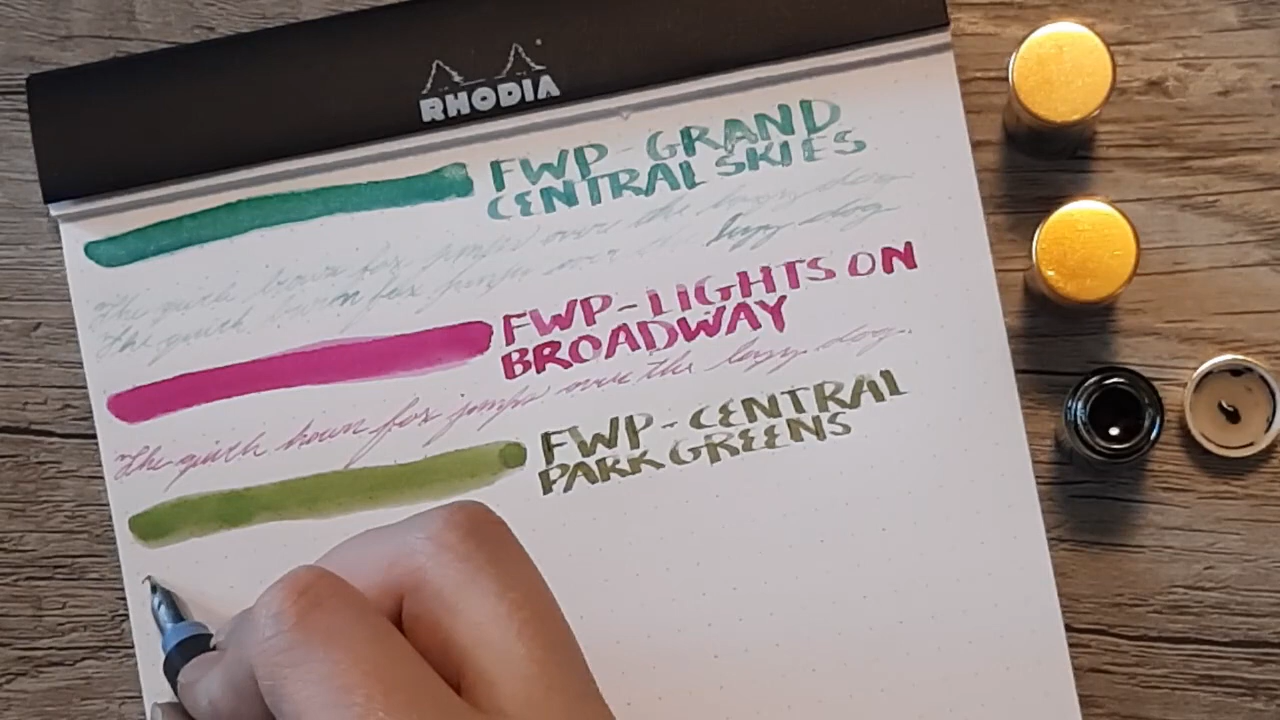 RHODIA
FWP - GRAND
CENTRAL SKIES
The quick brown fox jumps over the lazy dog
The quick brown fox jumps over the lazy dog
FWP - LIGHTS ON
BROADWAY
The quick brown fox jumps over the lazy dog.
FWP - CENTRAL
PARK GREENS